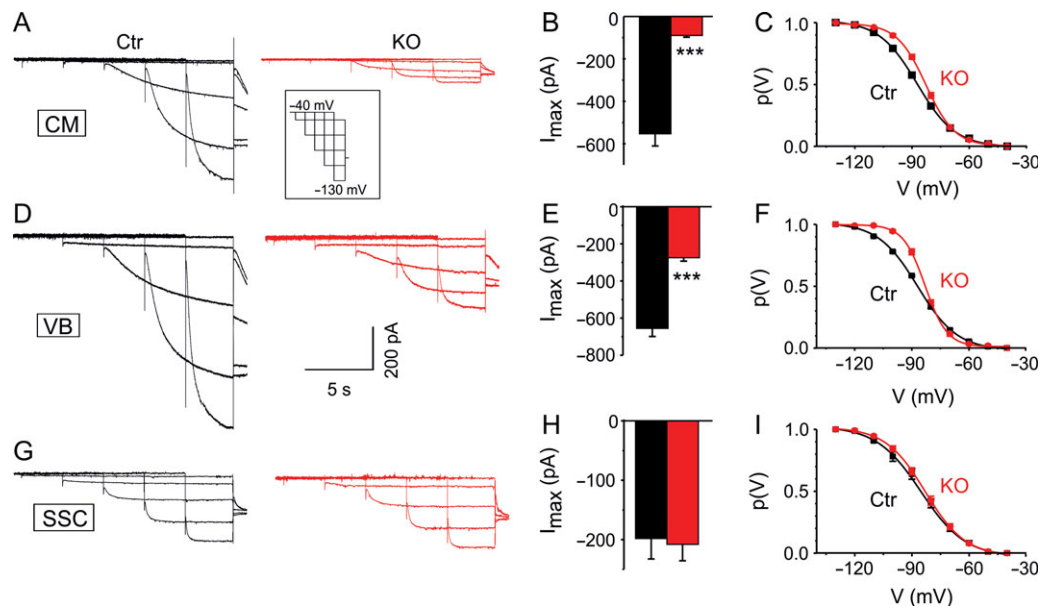 A
Ctr
KO
CM
−40 mV
−130 mV
B
0
−200
−400
−600
Imax (pA)
***
C
1.0
0.5
0.0
p(V)
KO
Ctr
−120 −90 −60 −30
V (mV)
D
VB
5 s
200 pA
E
0
−200
−400
−600
−800
Imax (pA)
***
F
1.0
0.5
0.0
p(V)
KO
Ctr
−120 −90 −60 −30
V (mV)
G
SSC
H
0
−100
−200
Imax (pA)
I
1.0
0.5
0.0
p(V)
KO
Ctr
−120 −90 −60 −30
V (mV)